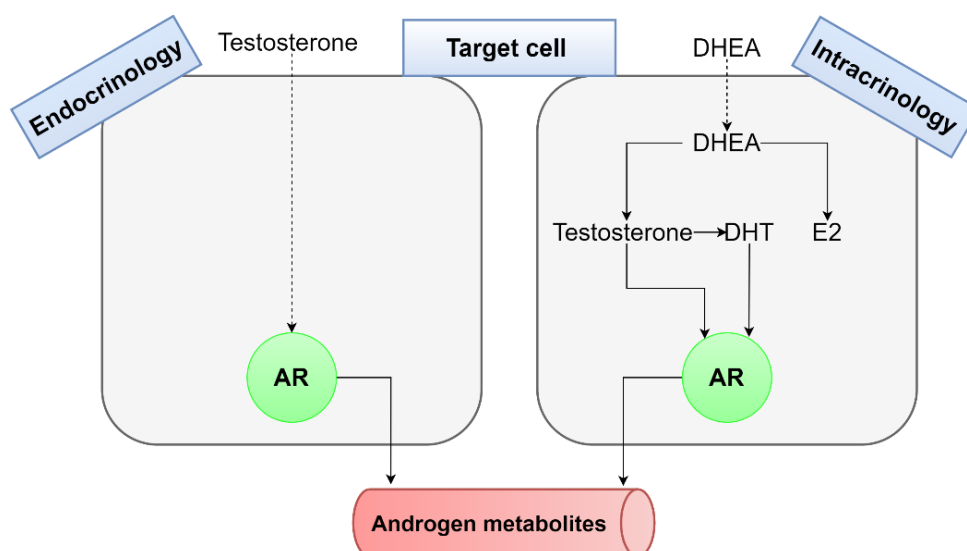 Endocrinology
Testosterone
Target cell
DHEA
Intracrinology
DHEA
Testosterone
DHT
E2
AR
AR
Androgen metabolites